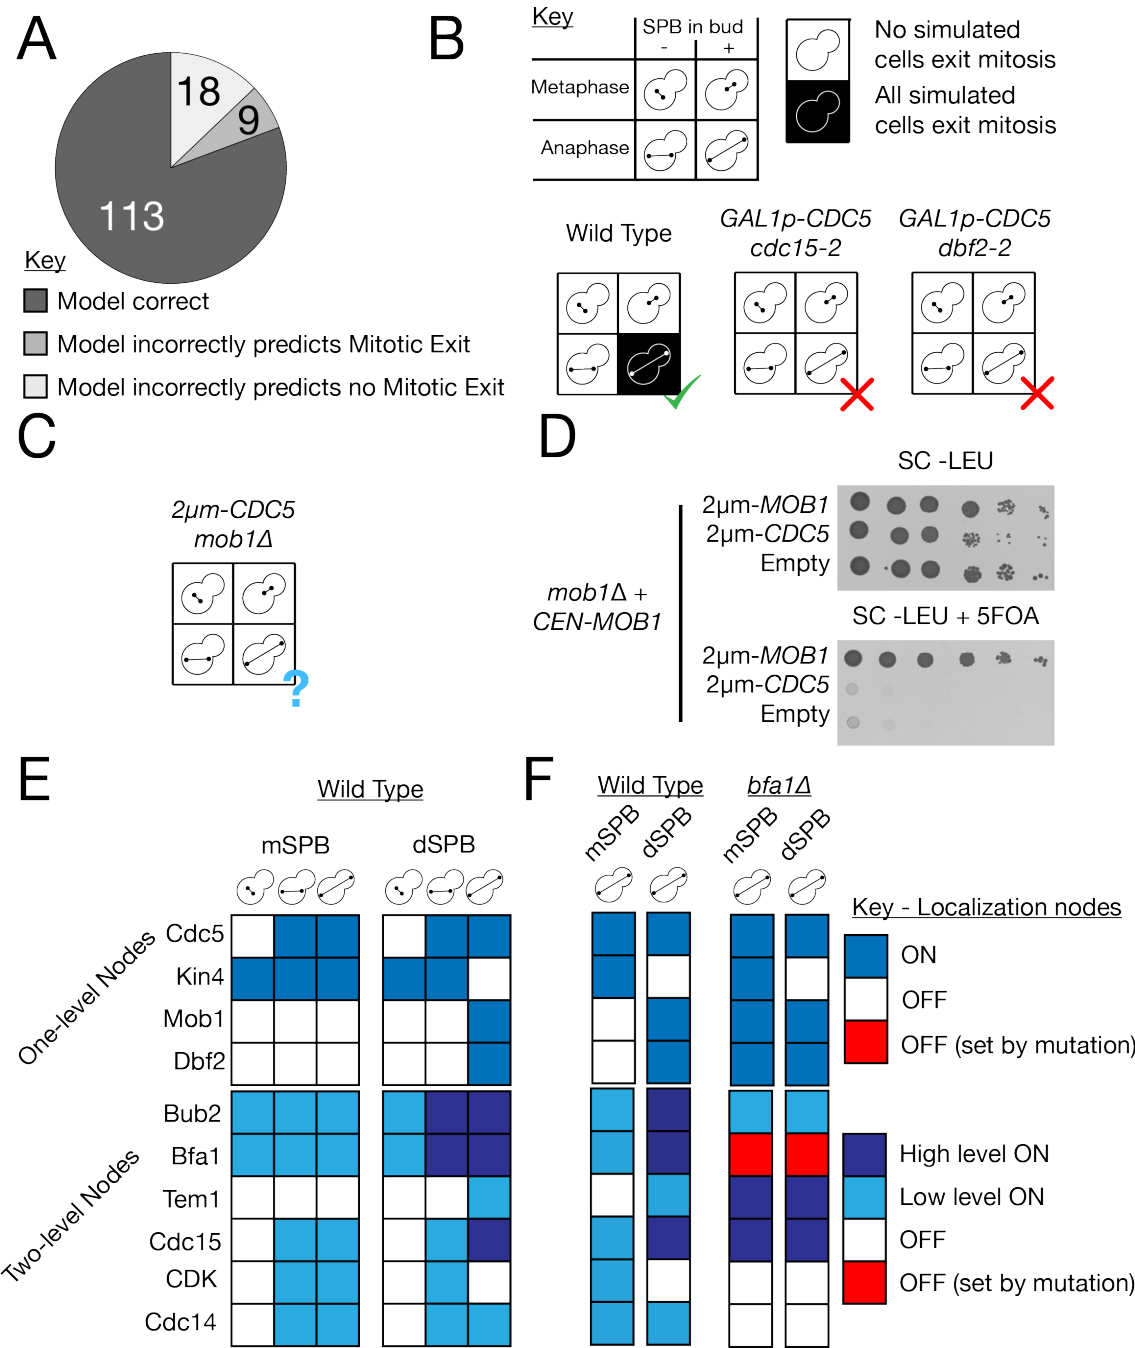 A
18
9
113
Key
Model correct
Model incorrectly predicts Mitotic Exit
Model incorrectly predicts no Mitotic Exit
B
Key
SPB in bud
- +
Metaphase
Anaphase
No simulated
cells exit mitosis
All simulated
cells exit mitosis
Wild Type
GAL1p-CDC5
cdc15-2
GAL1p-CDC5
dbf2-2
C
2µm-CDC5
mob1Δ
?
D
SC -LEU
2µm-MOB1
2µm-CDC5
Empty
mob1Δ +
CEN-MOB1
SC -LEU + 5FOA
2µm-MOB1
2µm-CDC5
Empty
E
Wild Type
mSPB dSPB
One-level Nodes
Cdc5
Kin4
Mob1
Dbf2
Two-level Nodes
Bub2
Bfa1
Tem1
Cdc15
CDK
Cdc14
F
Wild Type bfa1Δ
mSPB dSPB mSPB dSPB
Key - Localization nodes
ON
OFF
OFF (set by mutation)
High level ON
Low level ON
OFF
OFF (set by mutation)